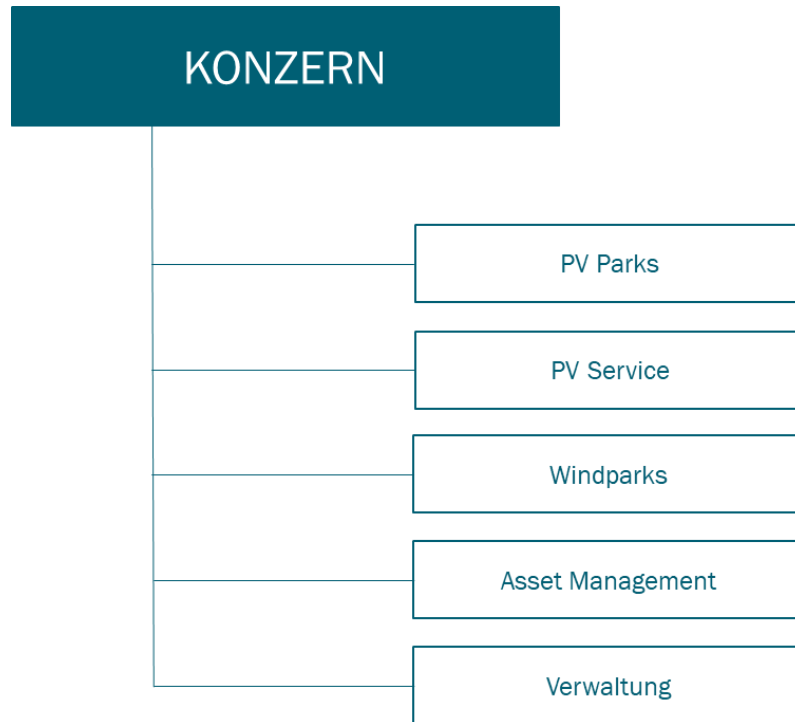 KONZERN
PV Parks
PV Service
Windparks
Asset Management
Verwaltung